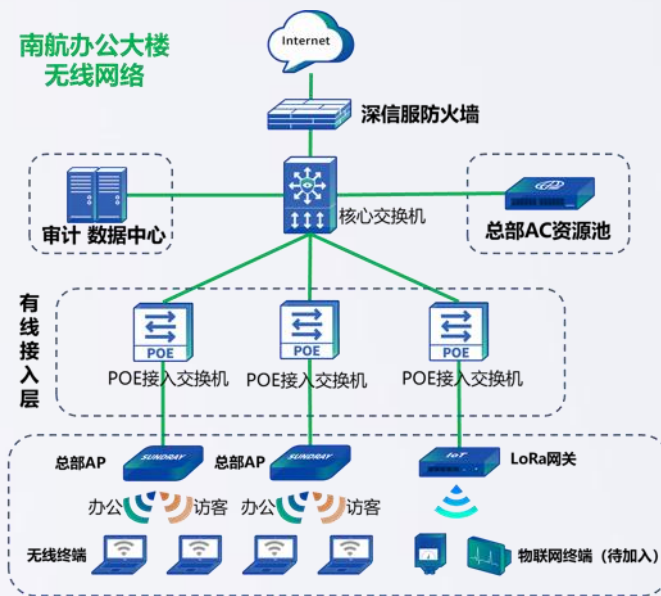 南航办公大楼
无线网络
Internet
深信服防火墙
核心交换机
审计 数据中心
总部AC资源池
有线接入层
POE
POE
POE
POE接入交换机
POE接入交换机
POE接入交换机
总部AP
SUNDRAY
总部AP
SUNDRAY
IoT
LoRa网关
办公
访客
办公
访客
无线终端
物联网终端（待加入）